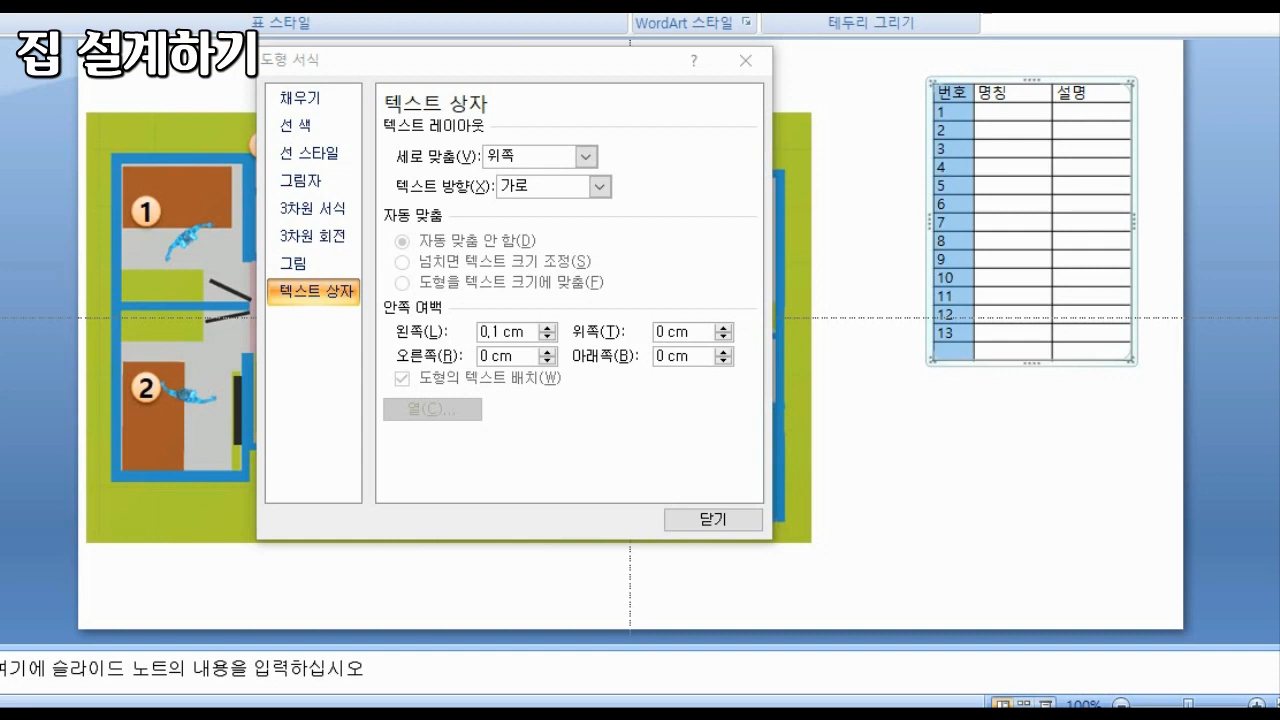 표 스타일
WordArt 스타일
테두리 그리기
집 설계하기
도형 서식
?
채우기
선 색
선 스타일
그림자
3차원 서식
3차원 회전
그림
텍스트 상자
텍스트 상자
텍스트 레이아웃
세로 맞춤(V): 위쪽
텍스트 방향(X): 가로
자동 맞춤
자동 맞춤 안 함(D)
넘치면 텍스트 크기 조정(S)
도형을 텍스트 크기에 맞춤(F)
안쪽 여백
왼쪽(L): 0,1 cm 위쪽(T): 0 cm
오른쪽(R): 0 cm 아래쪽(B): 0 cm
도형의 텍스트 배치(W)
열(C)...
닫기
1
2
번호 명칭 설명
1
2
3
4
5
6
7
8
9
10
11
12
13
여기에 슬라이드 노트의 내용을 입력하십시오
100%